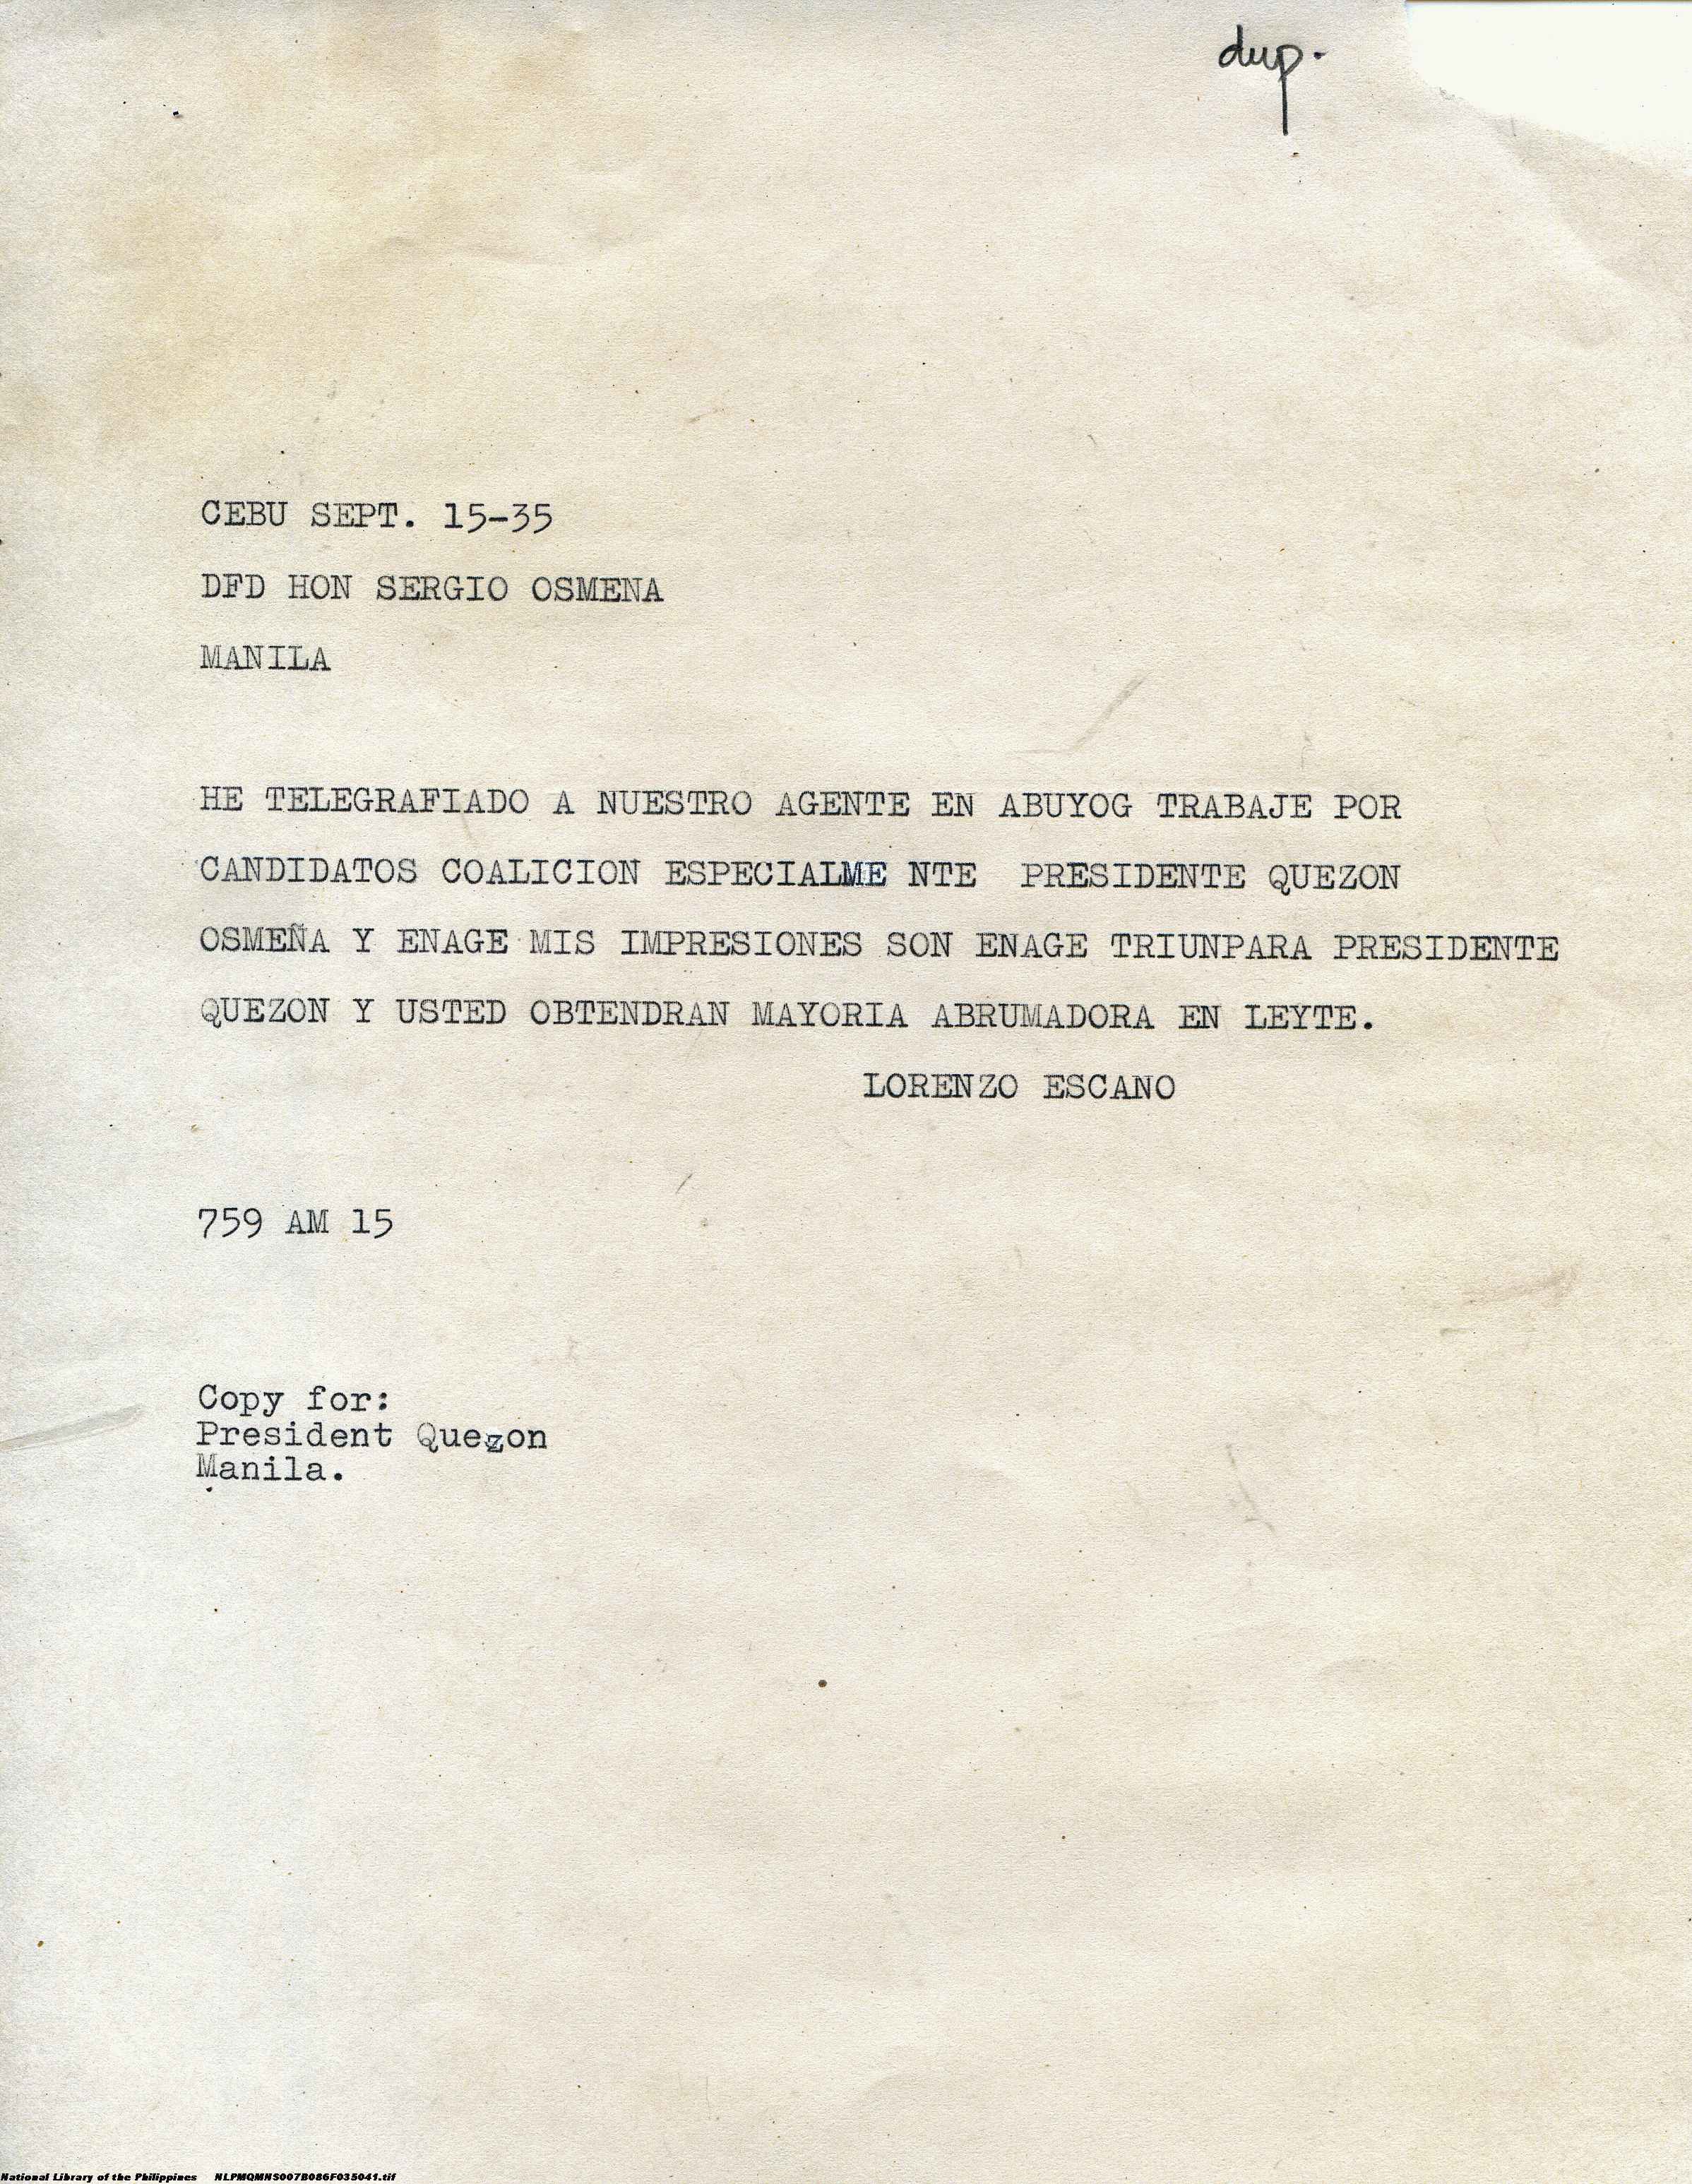 dup.
CEBU SEPT. 15-35
DFD HON SERGIO OSMENA
MANILA
HE TELEGRAFIADO A NUESTRO AGENTE EN ABUYOG TRABAJE POR
CANDIDATOS COALICION ESPECIALME NTE PRESIDENTE QUEZON
OSMEÑA Y ENAGE MIS IMPRESIONES SON ENAGE TRIUNPARA PRESIDENTE
QUEZON Y USTED OBTENDRAN MAYORIA ABRUMADORA EN LEYTE.
LORENZO ESCANO
759 AM 15
Copy for:
President Quezon
Manila.
National Library of the Philippines NLPMQMNS007B086F035041.tif